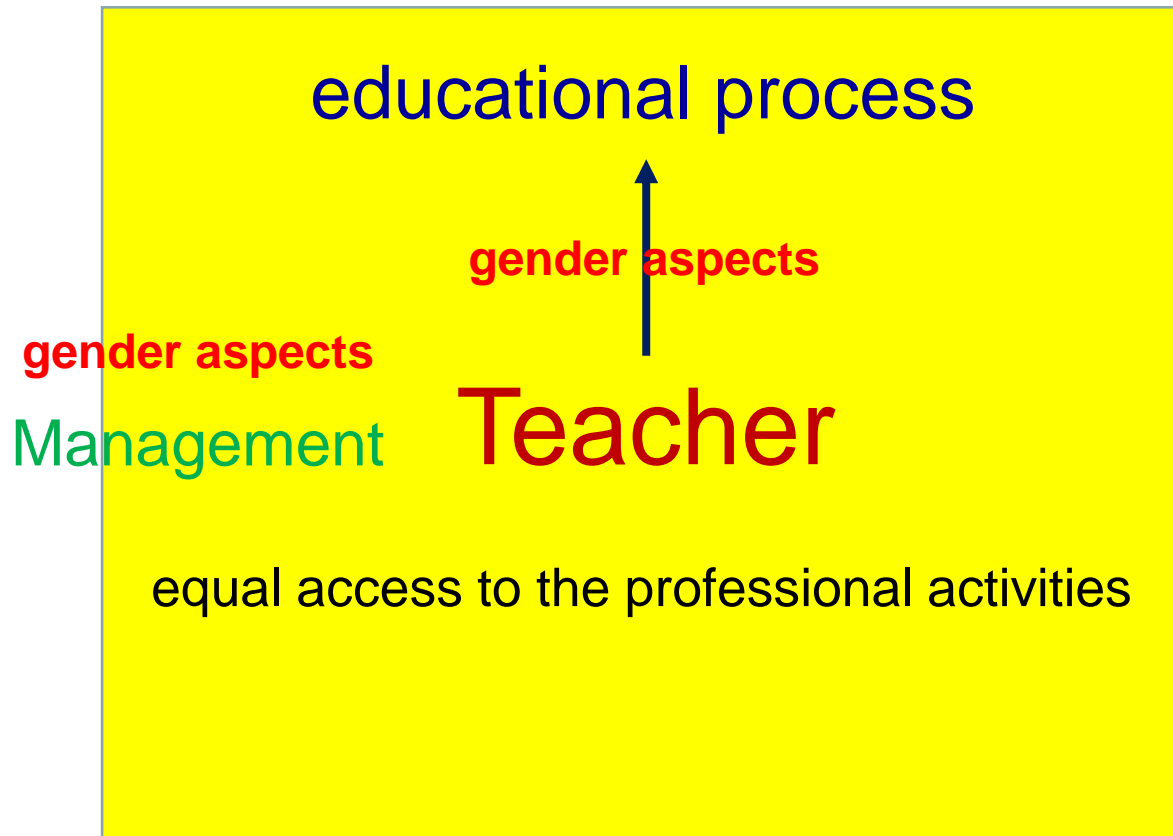 educational process
gender aspects
gender aspects
Management
Teacher
equal access to the professional activities